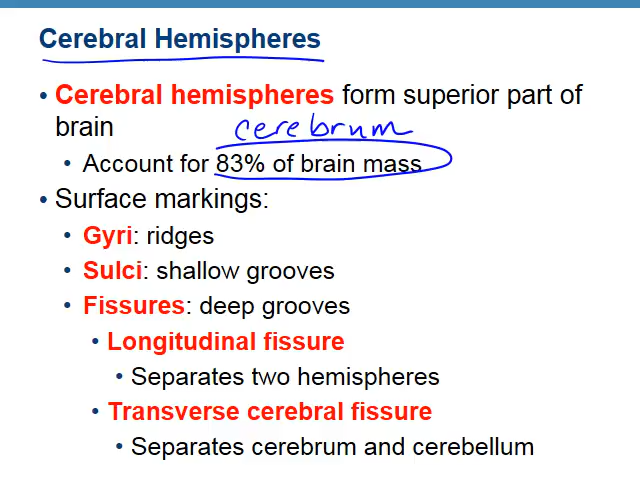 Cerebral Hemispheres
• Cerebral hemispheres form superior part of
brain
cerebrum
• Account for 83% of brain mass
• Surface markings:
• Gyri: ridges
• Sulci: shallow grooves
• Fissures: deep grooves
• Longitudinal fissure
• Separates two hemispheres
• Transverse cerebral fissure
• Separates cerebrum and cerebellum